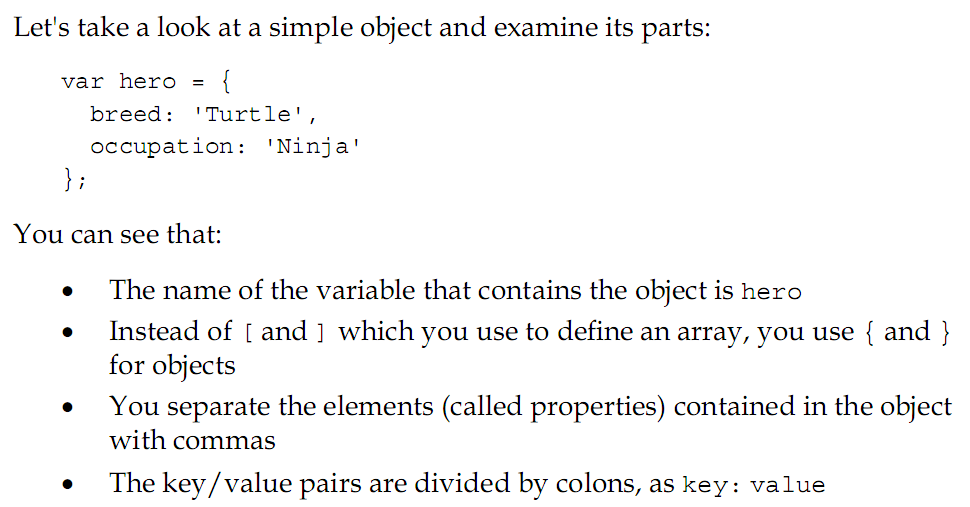 Let's take a look at a simple object and examine its parts:
var hero = {
  breed: 'Turtle',
  occupation: 'Ninja'
};
You can see that:
• The name of the variable that contains the object is hero
• Instead of [ and ] which you use to define an array, you use { and }
for objects
• You separate the elements (called properties) contained in the object
with commas
• The key/value pairs are divided by colons, as key: value